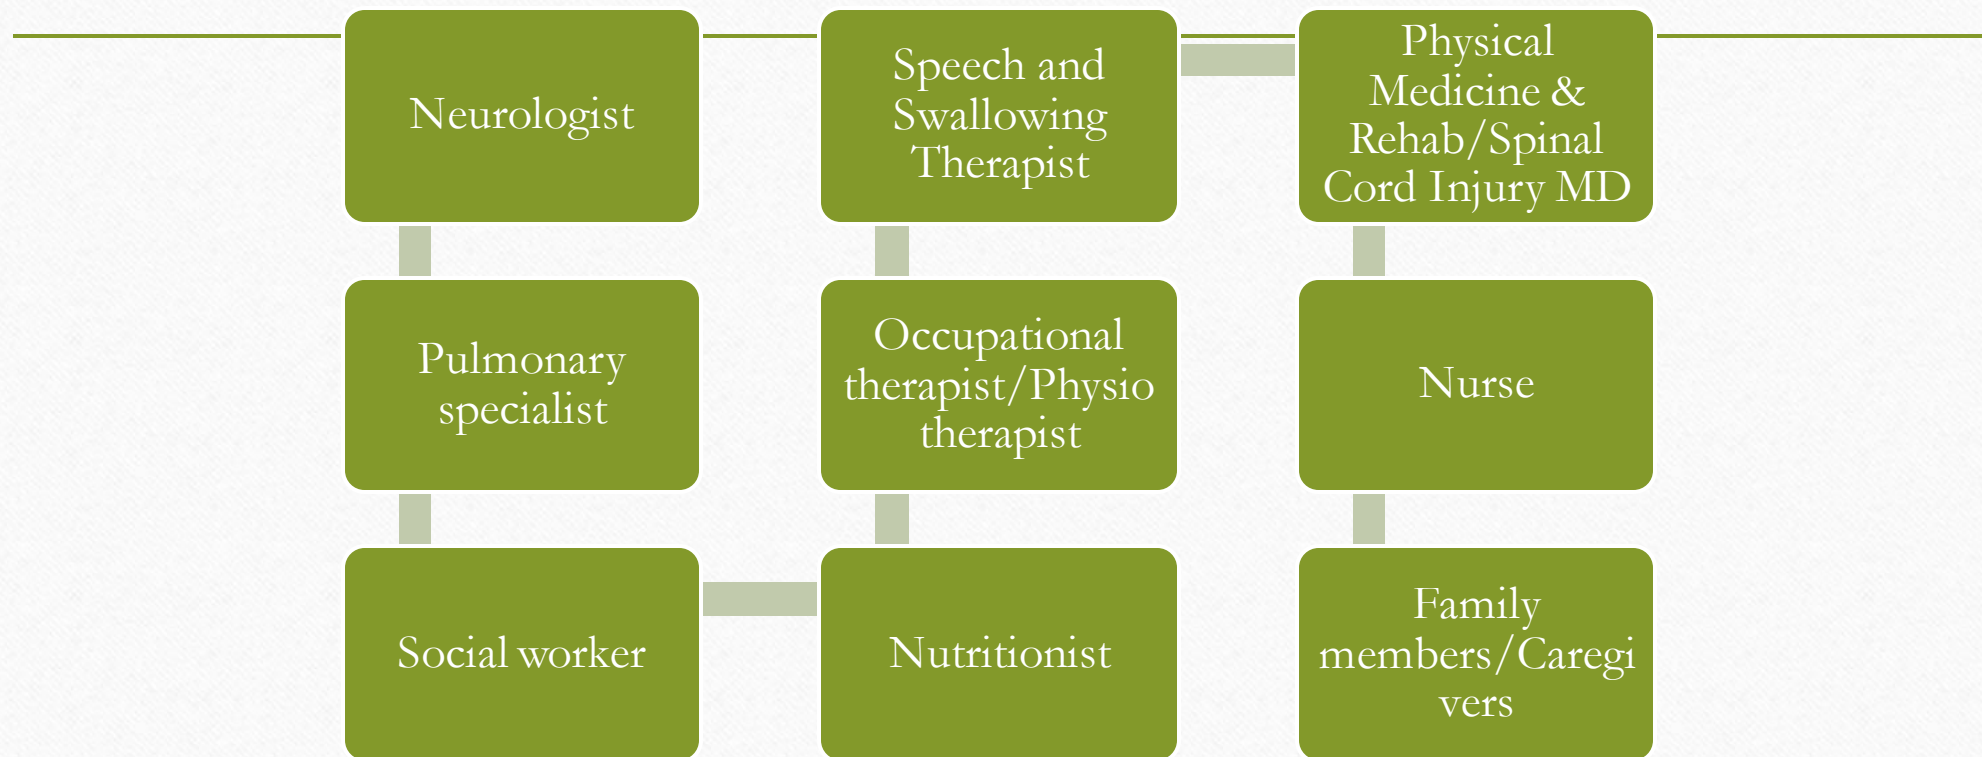 Neurologist
Pulmonary
specialist
Social worker
Nutritionist
Occupational
therapist/Physio
therapist
Speech and
Swallowing
Therapist
Physical
Medicine &
Rehab/Spinal
Cord Injury MD
Nurse
Family
members/Caregi
vers